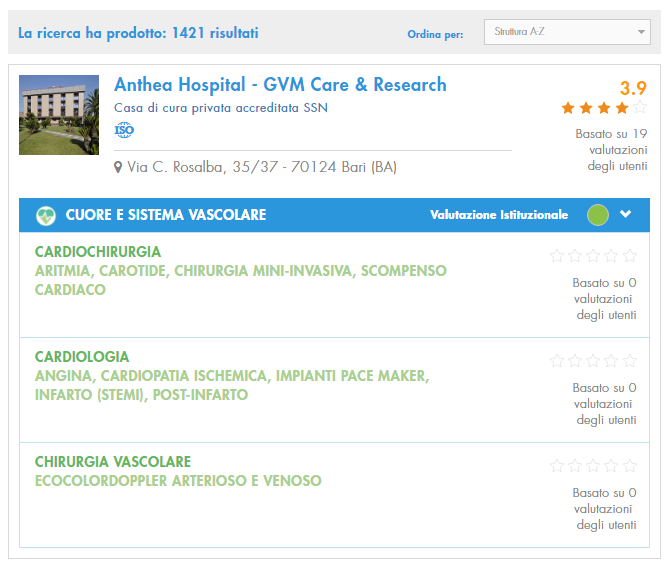 La ricerca ha prodotto: 1421 risultati
Ordina per:
Struttura A-Z
Anthea Hospital - GVM Care & Research
Casa di cura privata accreditata SSN
ISO
Via C. Rosalba, 35/37 - 70124 Bari (BA)
3.9
Basato su 19
valutazioni
degli utenti
CUORE E SISTEMA VASCOLARE
Valutazione Istituzionale
CARDIOCHIRURGIA
ARITMIA, CAROTIDE, CHIRURGIA MINI-INVASIVA, SCOMPENSO
CARDIACO
Basato su 0
valutazioni
degli utenti
CARDIOLOGIA
ANGINA, CARDIOPATIA ISCHEMICA, IMPIANTI PACE MAKER,
INFARTO (STEMI), POST-INFARTO
Basato su 0
valutazioni
degli utenti
CHIRURGIA VASCOLARE
ECOCOLORDOPPLER ARTERIOSO E VENOSO
Basato su 0
valutazioni
degli utenti